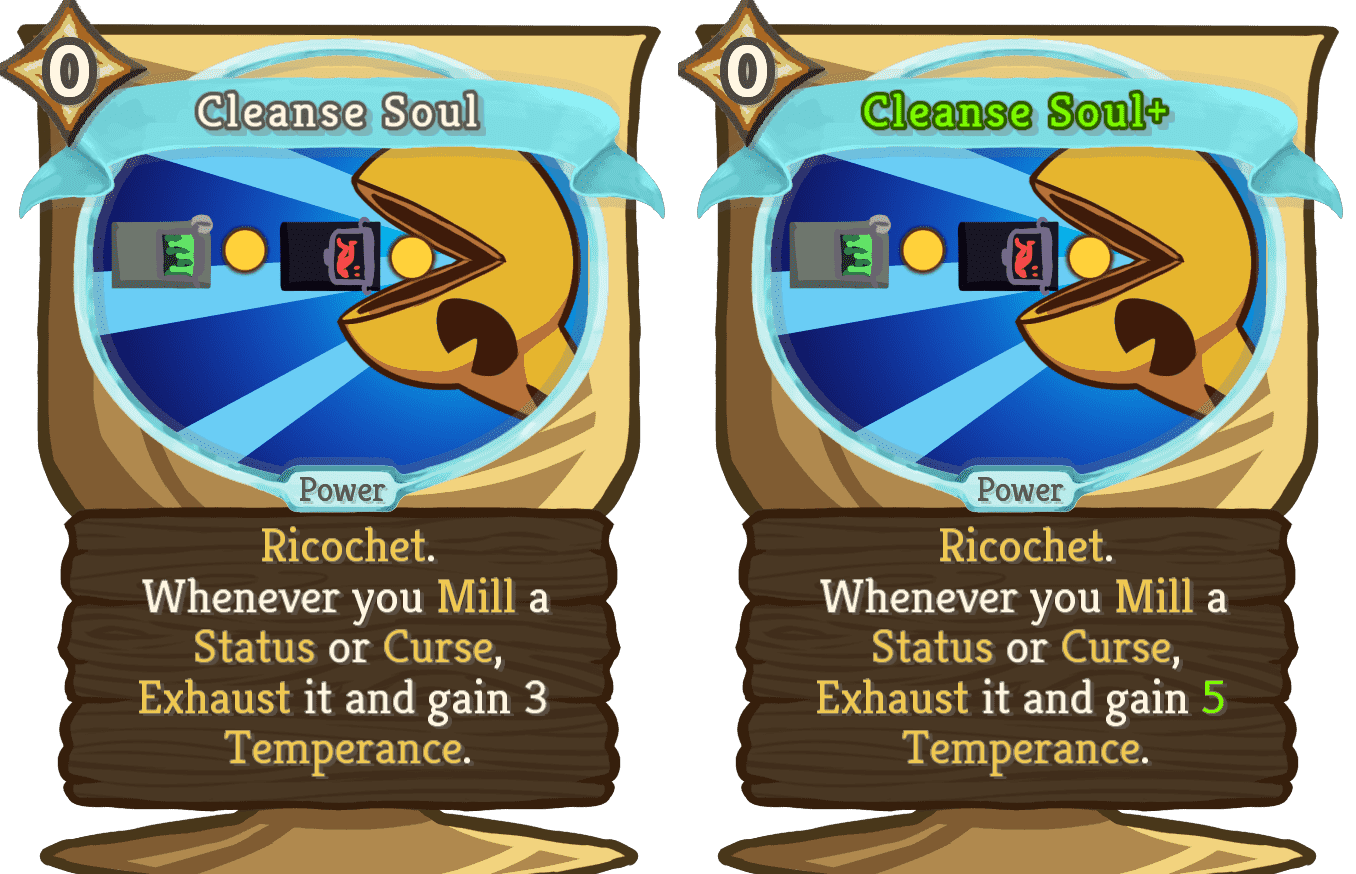 0
Cleanse Soul
Power
Ricochet.
Whenever you Mill a
Status or Curse,
Exhaust it and gain 3
Temperance.
0
Cleanse Soul+
Power
Ricochet.
Whenever you Mill a
Status or Curse,
Exhaust it and gain 5
Temperance.